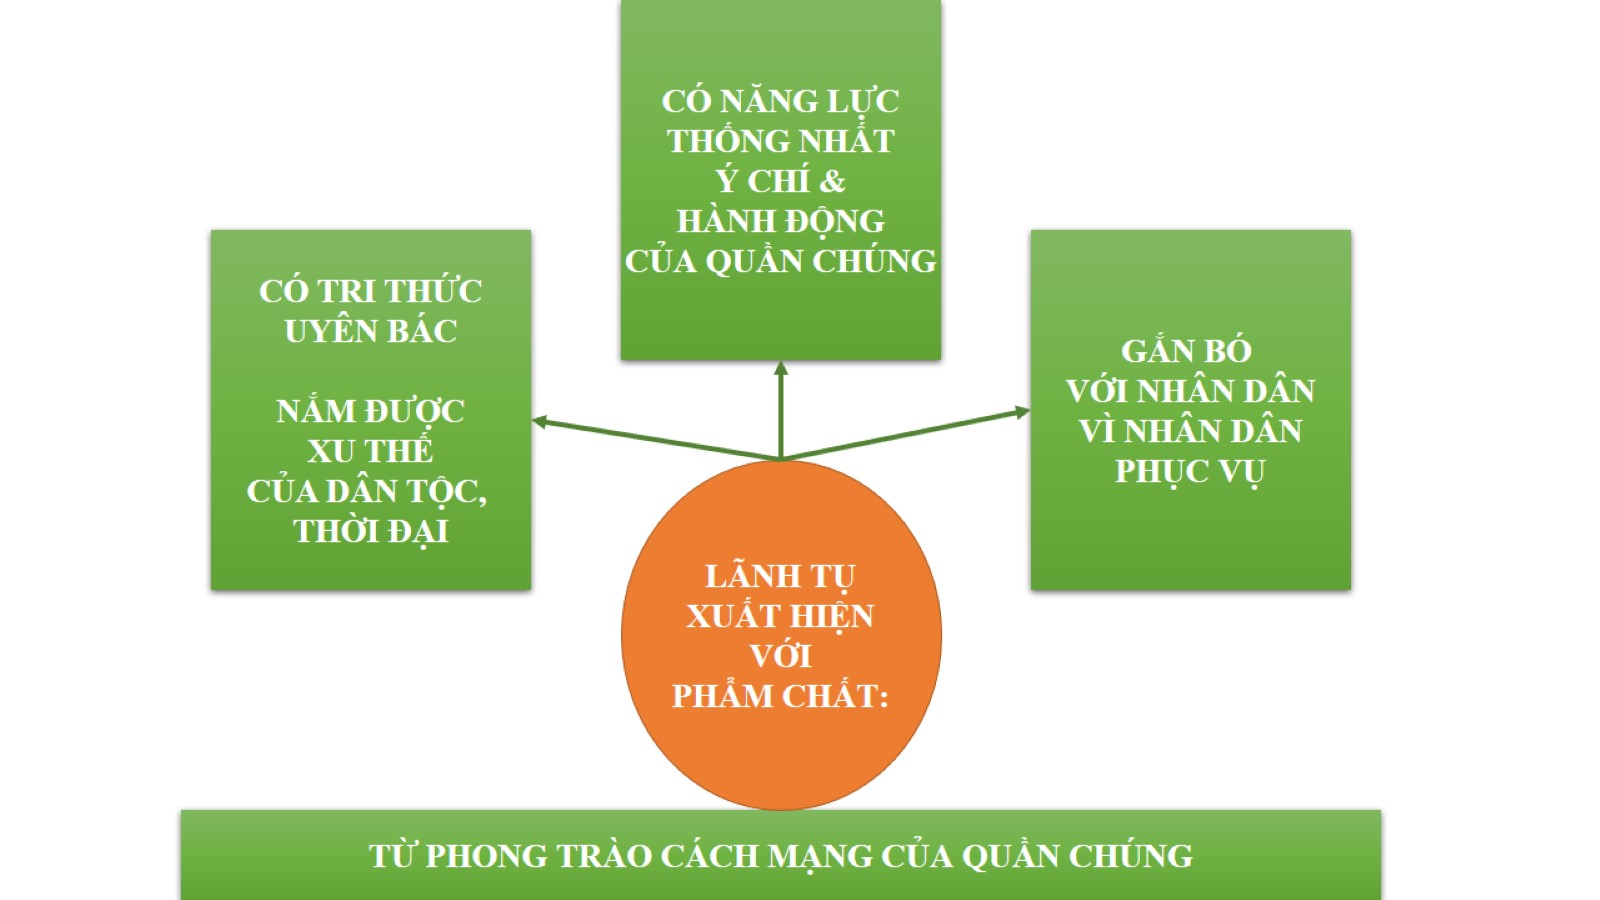 CÓ NĂNG LỰC
THỐNG NHẤT
Ý CHÍ &
HÀNH ĐỘNG
CỦA QUẦN CHÚNG
CÓ TRI THỨC
UYÊN BÁC
NẮM ĐƯỢC
XU THẾ
CỦA DÂN TỘC,
THỜI ĐẠI
GẮN BÓ
VỚI NHÂN DÂN
VÌ NHÂN DÂN
PHỤC VỤ
LÃNH TỤ
XUẤT HIỆN
VỚI
PHẨM CHẤT:
TỪ PHONG TRÀO CÁCH MẠNG CỦA QUẦN CHÚNG